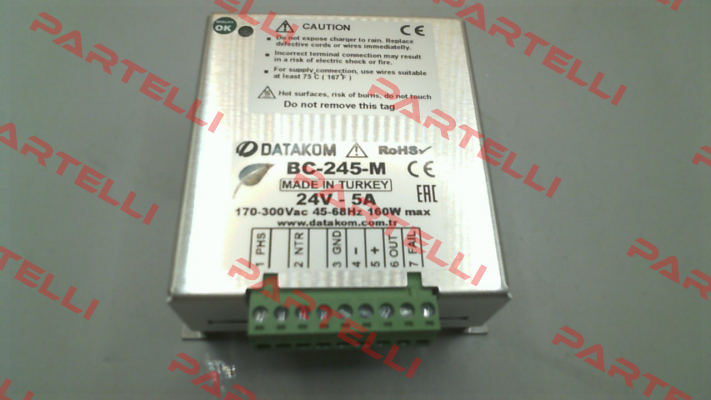 OK
CAUTION
CE
Do not expose charger to rain. Replace
defective cords or wires immediatelly.
Incorrect terminal connection may result
in a risk of electric shock or fire.
For supply connection, use wires suitable
at least 75°C (167°F)
Hot surfaces, risk of burns, do not touch
Do not remove this tag
DATAKOM RoHS
BC-245-M CE
MADE IN TURKEY
24V - 5A EAC
170-300Vac 45-68Hz 160W max
www.datakom.com.tr
1 PHS
2 NTR
3 GND
4 -
5 +
6 OUT
7 FAIL
PARTELLI
PARTELLI
PARTELLI
PARTELLI
PARTELLI
PARTELLI
PARTELLI
PARTELLI
PARTELLI